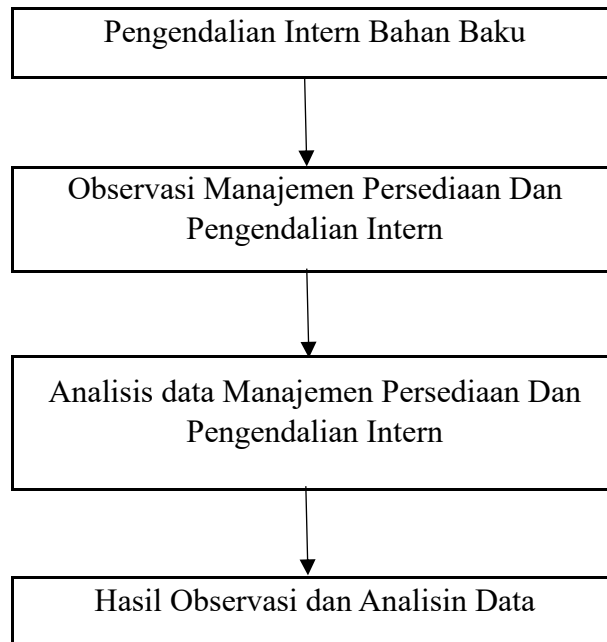 Pengendalian Intern Bahan Baku
Observasi Manajemen Persediaan Dan
Pengendalian Intern
Analisis data Manajemen Persediaan Dan
Pengendalian Intern
Hasil Observasi dan Analisin Data